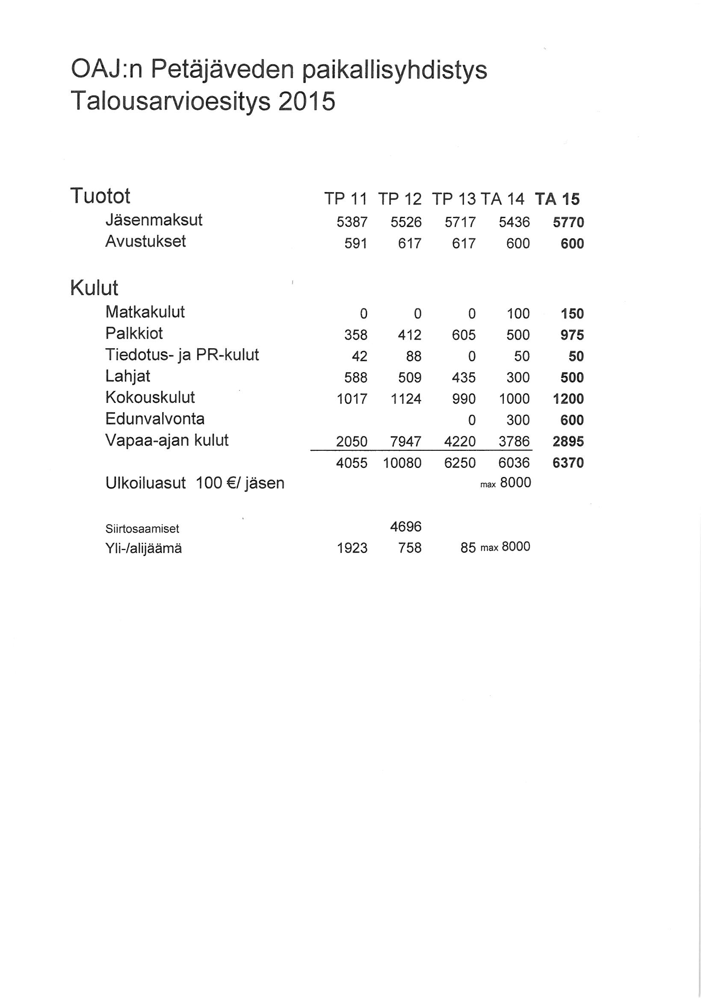 OAJ:n Petäjäveden paikallisyhdistys
Talousarvioesitys 2015
Tuotot TP 11 TP 12 TP 13 TA 14 TA 15
Jäsenmaksut 5387 5526 5717 5436 5770
Avustukset 591 617 617 600 600
Kulut
Matkakulut 0 0 0 100 150
Palkkiot 358 412 605 500 975
Tiedotus- ja PR-kulut 42 88 0 50 50
Lahjat 588 509 435 300 500
Kokouskulut 1017 1124 990 1000 1200
Edunvalvonta 0 300 600
Vapaa-ajan kulut 2050 7947 4220 3786 2895
4055 10080 6250 6036 6370
Ulkoiluasut 100 €/ jäsen max 8000
Siirtosaamiset 4696
Yli-/alijäämä 1923 758 85 max 8000